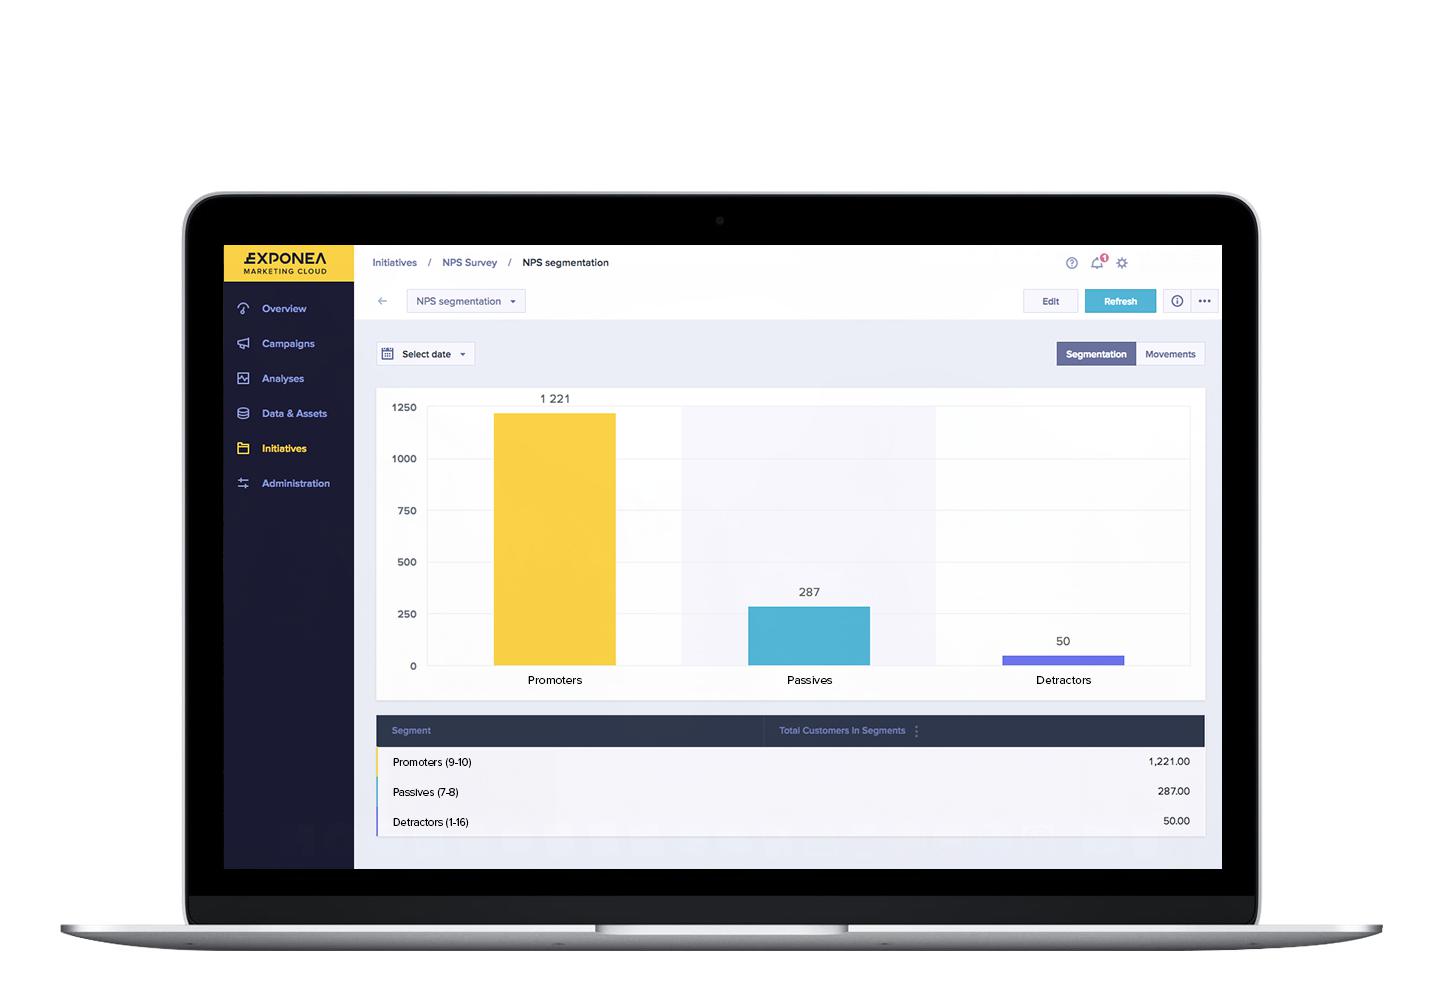 EXPONEA
MARKETING CLOUD
Initiatives / NPS Survey / NPS segmentation
1
Overview
NPS segmentation
Edit
Refresh
Campaigns
Select date
Segmentation
Movements
Analyses
Data & Assets
Initiatives
Administration
1250
1000
750
500
250
0
1 221
287
50
Promoters
Passives
Detractors
Segment
Total Customers In Segments
Promoters (9-10)
1,221.00
Passives (7-8)
287.00
Detractors (1-16)
50.00